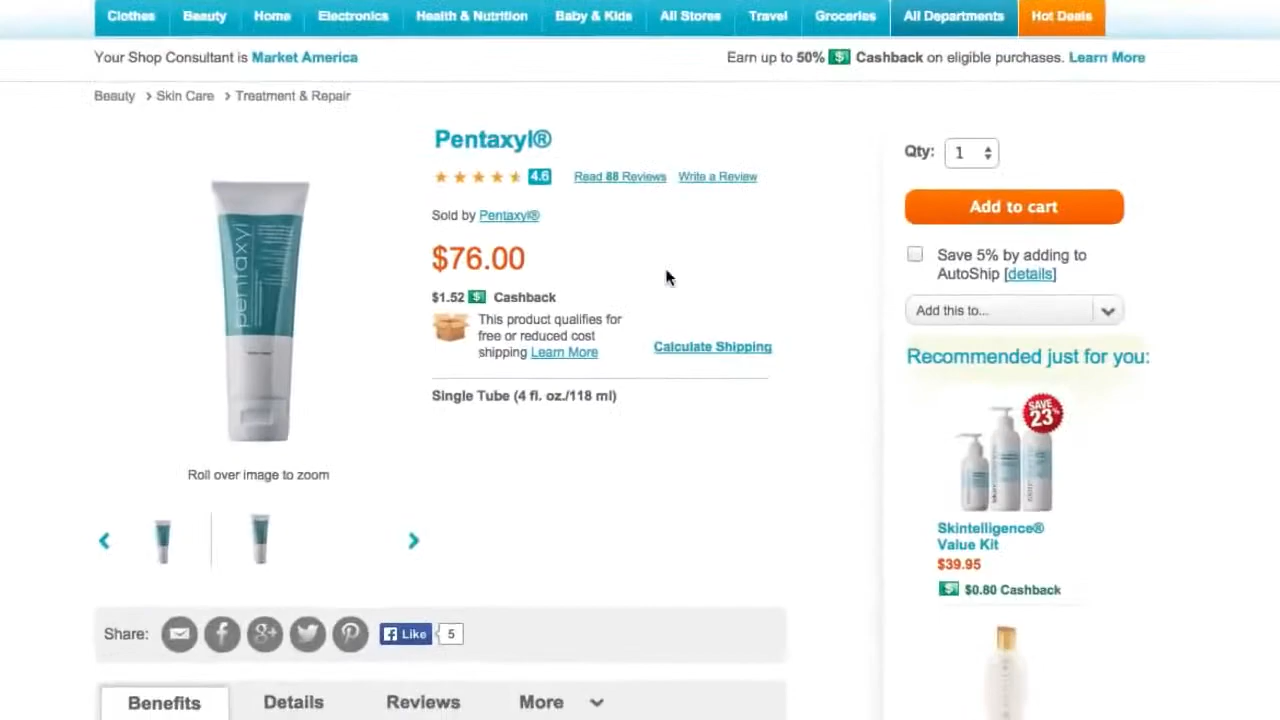 Clothes Beauty Home Electronics Health & Nutrition Baby & Kids All Stores Travel Groceries All Departments Hot Deals
Your Shop Consultant is Market America
Earn up to 50% $ Cashback on eligible purchases. Learn More
Beauty > Skin Care > Treatment & Repair
pentaxyl
Roll over image to zoom
Pentaxyl®
4.6 Read 88 Reviews Write a Review
Sold by Pentaxyl®
$76.00
$1.52 $ Cashback
This product qualifies for
free or reduced cost
shipping Learn More
Calculate Shipping
Single Tube (4 fl. oz./118 ml)
Qty: 1
Add to cart
Save 5% by adding to
AutoShip [details]
Add this to...
Recommended just for you:
SAVE
23%
Skintelligence®
Value Kit
$39.95
$ $0.80 Cashback
Share: f g+ Like 5
Benefits Details Reviews More